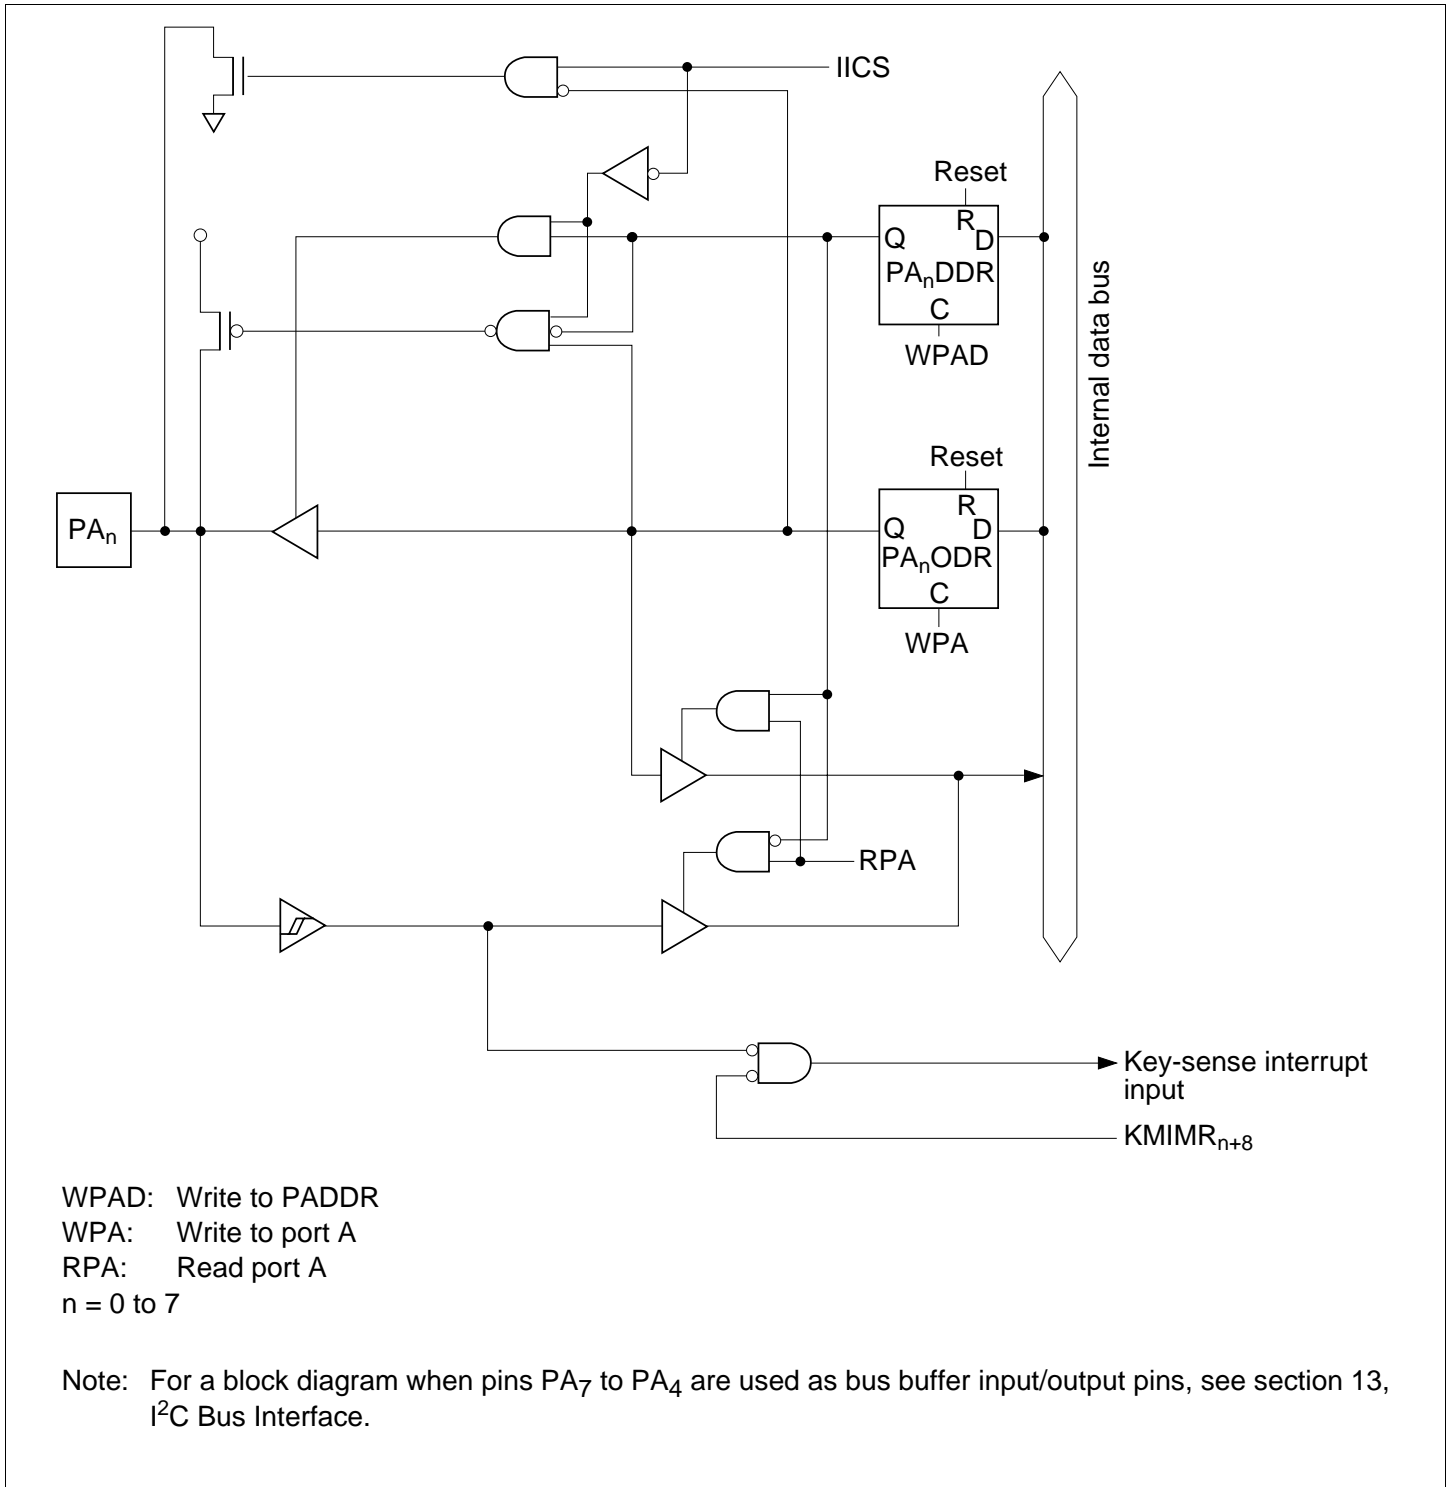 IICS
Reset
R
Q D
PAnDDR
C
WPAD
Internal data bus
Reset
R
PAn
Q D
PAnODR
C
WPA
RPA
Key-sense interrupt
input
KMIMRn+8
WPAD: Write to PADDR
WPA: Write to port A
RPA: Read port A
n = 0 to 7
Note: For a block diagram when pins PA7 to PA4 are used as bus buffer input/output pins, see section 13,
I2C Bus Interface.